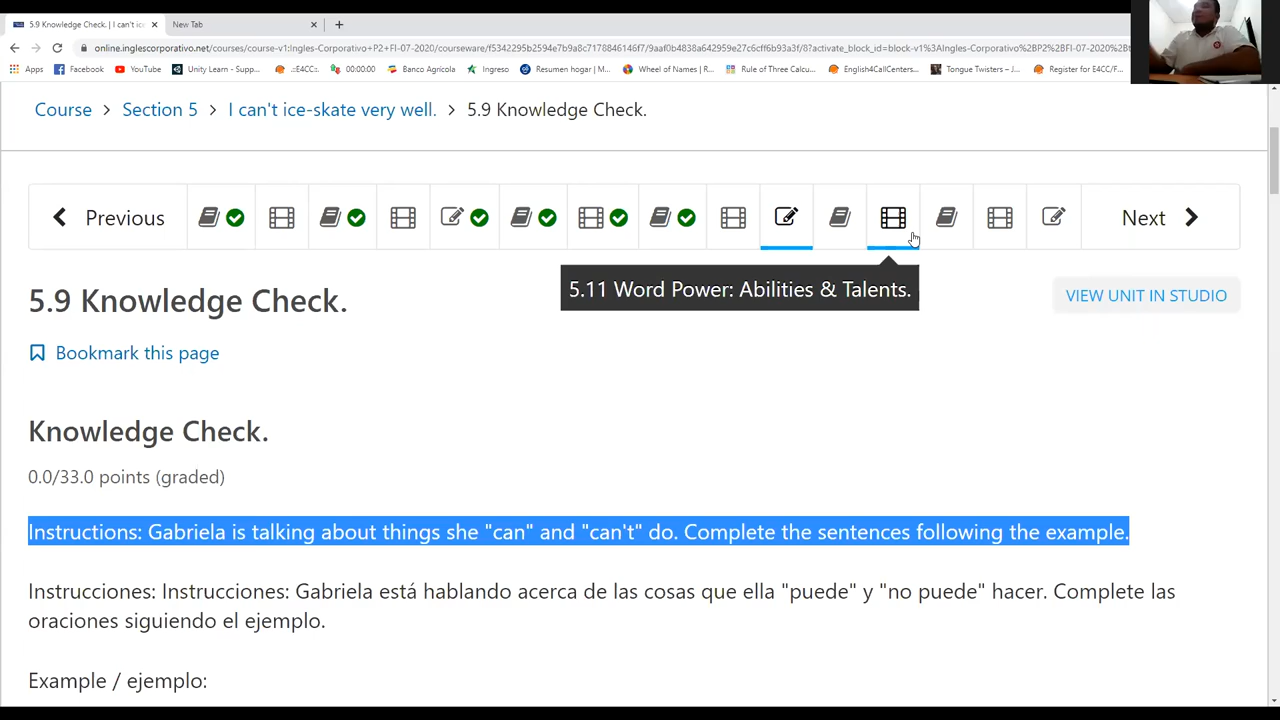 5.9 Knowledge Check. | I can't ice
New Tab
online.inglescorporativo.net/courses/course-v1:Ingles-Corporativo+P2+FI-07-2020/courseware/f5342295b2594e7b9a8c7178846146f7/9aaf0b4838a642959e27c6cff6b93a3f/8?activate_block_id=block-v1%3AIngles-Corporativo%2BP2%2BFI-07-2020%2Bt
Apps Facebook YouTube Unity Learn - Supp... .::E4CC::. 00:00:00 Banco Agrícola Ingreso Resumen hogar | M... Wheel of Names | R... Rule of Three Calcu... English4CallCenters... Tongue Twisters – J... Register for E4CC/F...
Course > Section 5 > I can't ice-skate very well. > 5.9 Knowledge Check.
Previous Next
5.11 Word Power: Abilities & Talents.
5.9 Knowledge Check.
VIEW UNIT IN STUDIO
Bookmark this page
Knowledge Check.
0.0/33.0 points (graded)
Instructions: Gabriela is talking about things she "can" and "can't" do. Complete the sentences following the example.
Instrucciones: Instrucciones: Gabriela está hablando acerca de las cosas que ella "puede" y "no puede" hacer. Complete las
oraciones siguiendo el ejemplo.
Example / ejemplo: